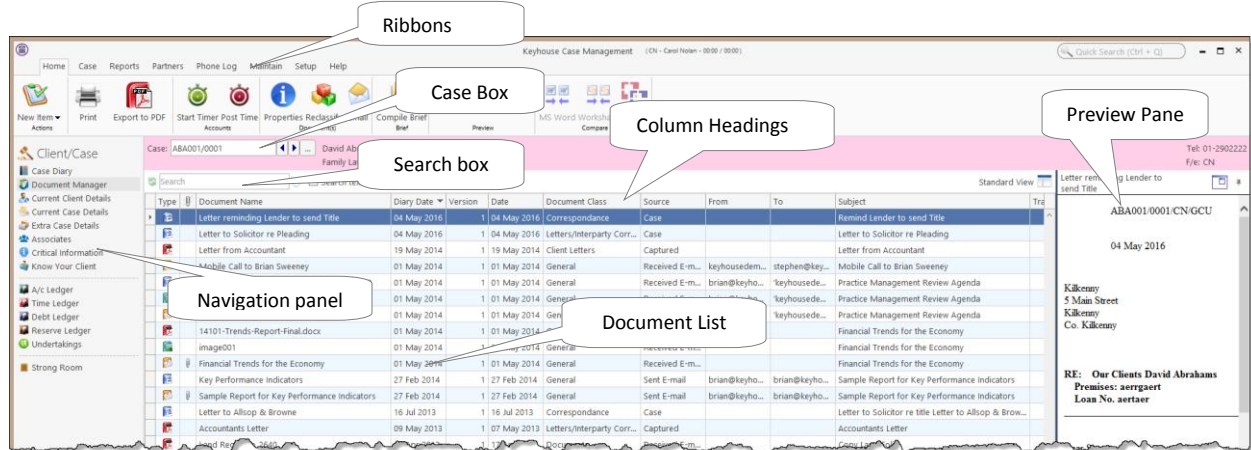 Ribbons
Keyhouse Case Management (CN - Carol Nolan - 00:00 / 00:00)
Quick Search (Ctrl + Q)
Home Case Reports Partners Phone Log Maintain Setup Help
Case Box
Column Headings
Preview Pane
New Item Print Export to PDF Start Timer Post Time Properties Reclassify Compile Brief MS Word
Actions Accounts Brief Preview Compare
Client/Case
Case: ABA001/0001 ... David
Tel: 01-2902222
F/e: CN
Search box
Search
Standard View
Letter reminding Lender to
send Title
Case Diary
Document Manager
Current Client Details
Current Case Details
Extra Case Details
Associates
Critical Information
Know Your Client
A/c Ledger
Time Ledger
Debt Ledger
Reserve Ledger
Undertakings
Strong Room
Navigation panel
Document List
Type Document Name Diary Date Version Date Document Class Source From To Subject Tra
Letter reminding Lender to send Title 04 May 2016 1 04 May 2016 Correspondance Case Remind Lender to send Title
Letter to Solicitor re Pleading 04 May 2016 1 04 May 2016 Letters/Interparty Corr... Case Letter to Solicitor re Pleading
Letter from Accountant 19 May 2014 1 19 May 2014 Client Letters Captured Letter from Accountant
Mobile Call to Brian Sweeney 01 May 2014 1 01 May 2014 General Received E-m... keyhousedem... stephen@key... Mobile Call to Brian Sweeney
01 May 2014 1 01 May 2014 General Received E-m... brian@keyho... 'keyhousede... Practice Management Review Agenda
01 May 2014 1 01 May 2014 General 'keyhousede... Practice Management Review Agenda
01 May 2014 1 01 May 2014 'keyhousede... Practice Management Review Agenda
14101-Trends-Report-Final.docx 01 May 2014 1 01 May 2014 Financial Trends for the Economy
image001 01 May 2014 1 01 May 2014 General Received E-m... Financial Trends for the Economy
Financial Trends for the Economy 01 May 2014 1 01 May 2014 General Received E-m... Financial Trends for the Economy
Key Performance Indicators 27 Feb 2014 1 27 Feb 2014 General Sent E-mail brian@keyho... brian@keyho... Sample Report for Key Performance Indicators
Sample Report for Key Performance Indicators 27 Feb 2014 1 27 Feb 2014 General Sent E-mail brian@keyho... brian@keyho... Sample Report for Key Performance Indicators
Letter to Allsop & Browne 16 Jul 2013 1 16 Jul 2013 Correspondance Case Letter to Solicitor re title Letter to Allsop & Brow...
Accountants Letter 09 May 2013 1 07 May 2013 Letters/Interparty Corr... Captured Accountants Letter
ABA001/0001/CN/GCU
04 May 2016
Kilkenny
5 Main Street
Kilkenny
Co. Kilkenny
RE: Our Clients David Abrahams
Premises: aerrgaert
Loan No. aertaer